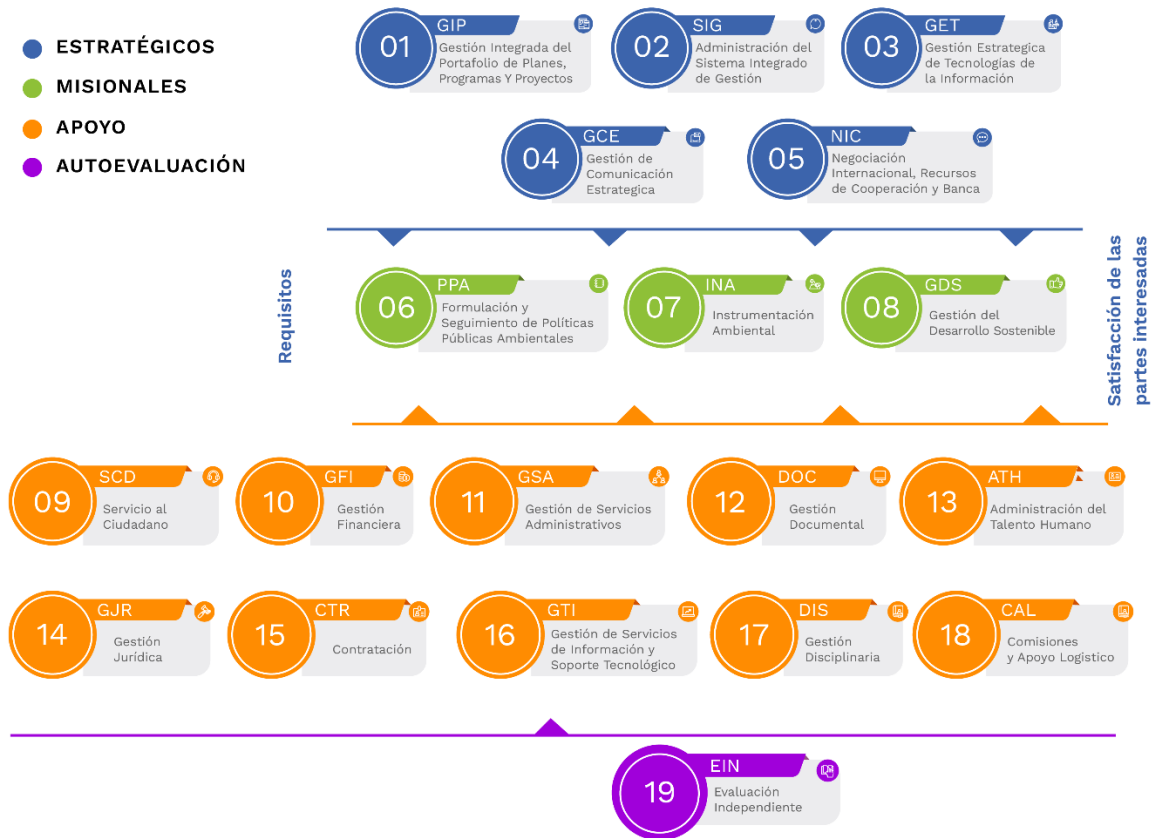 ESTRATÉGICOS
MISIONALES
APOYO
AUTOEVALUACIÓN
01
GIP
Gestión Integrada del
Portafolio de Planes,
Programas Y Proyectos
02
SIG
Administración del
Sistema Integrado
de Gestión
03
GET
Gestión Estrategica
de Tecnologías de
la Información
04
GCE
Gestión de
Comunicación
Estrategica
05
NIC
Negociación
Internacional, Recursos
de Cooperación y Banca
Requisitos
06
PPA
Formulación y
Seguimiento de Políticas
Públicas Ambientales
07
INA
Instrumentación
Ambiental
08
GDS
Gestión del
Desarrollo Sostenible
Satisfacción de las
partes interesadas
09
SCD
Servicio al
Ciudadano
10
GFI
Gestión
Financiera
11
GSA
Gestión de Servicios
Administrativos
12
DOC
Gestión
Documental
13
ATH
Administración del
Talento Humano
14
GJR
Gestión
Jurídica
15
CTR
Contratación
16
GTI
Gestión de Servicios
de Información y
Soporte Tecnológico
17
DIS
Gestión
Disciplinaria
18
CAL
Comisiones
y Apoyo Logistico
19
EIN
Evaluación
Independiente